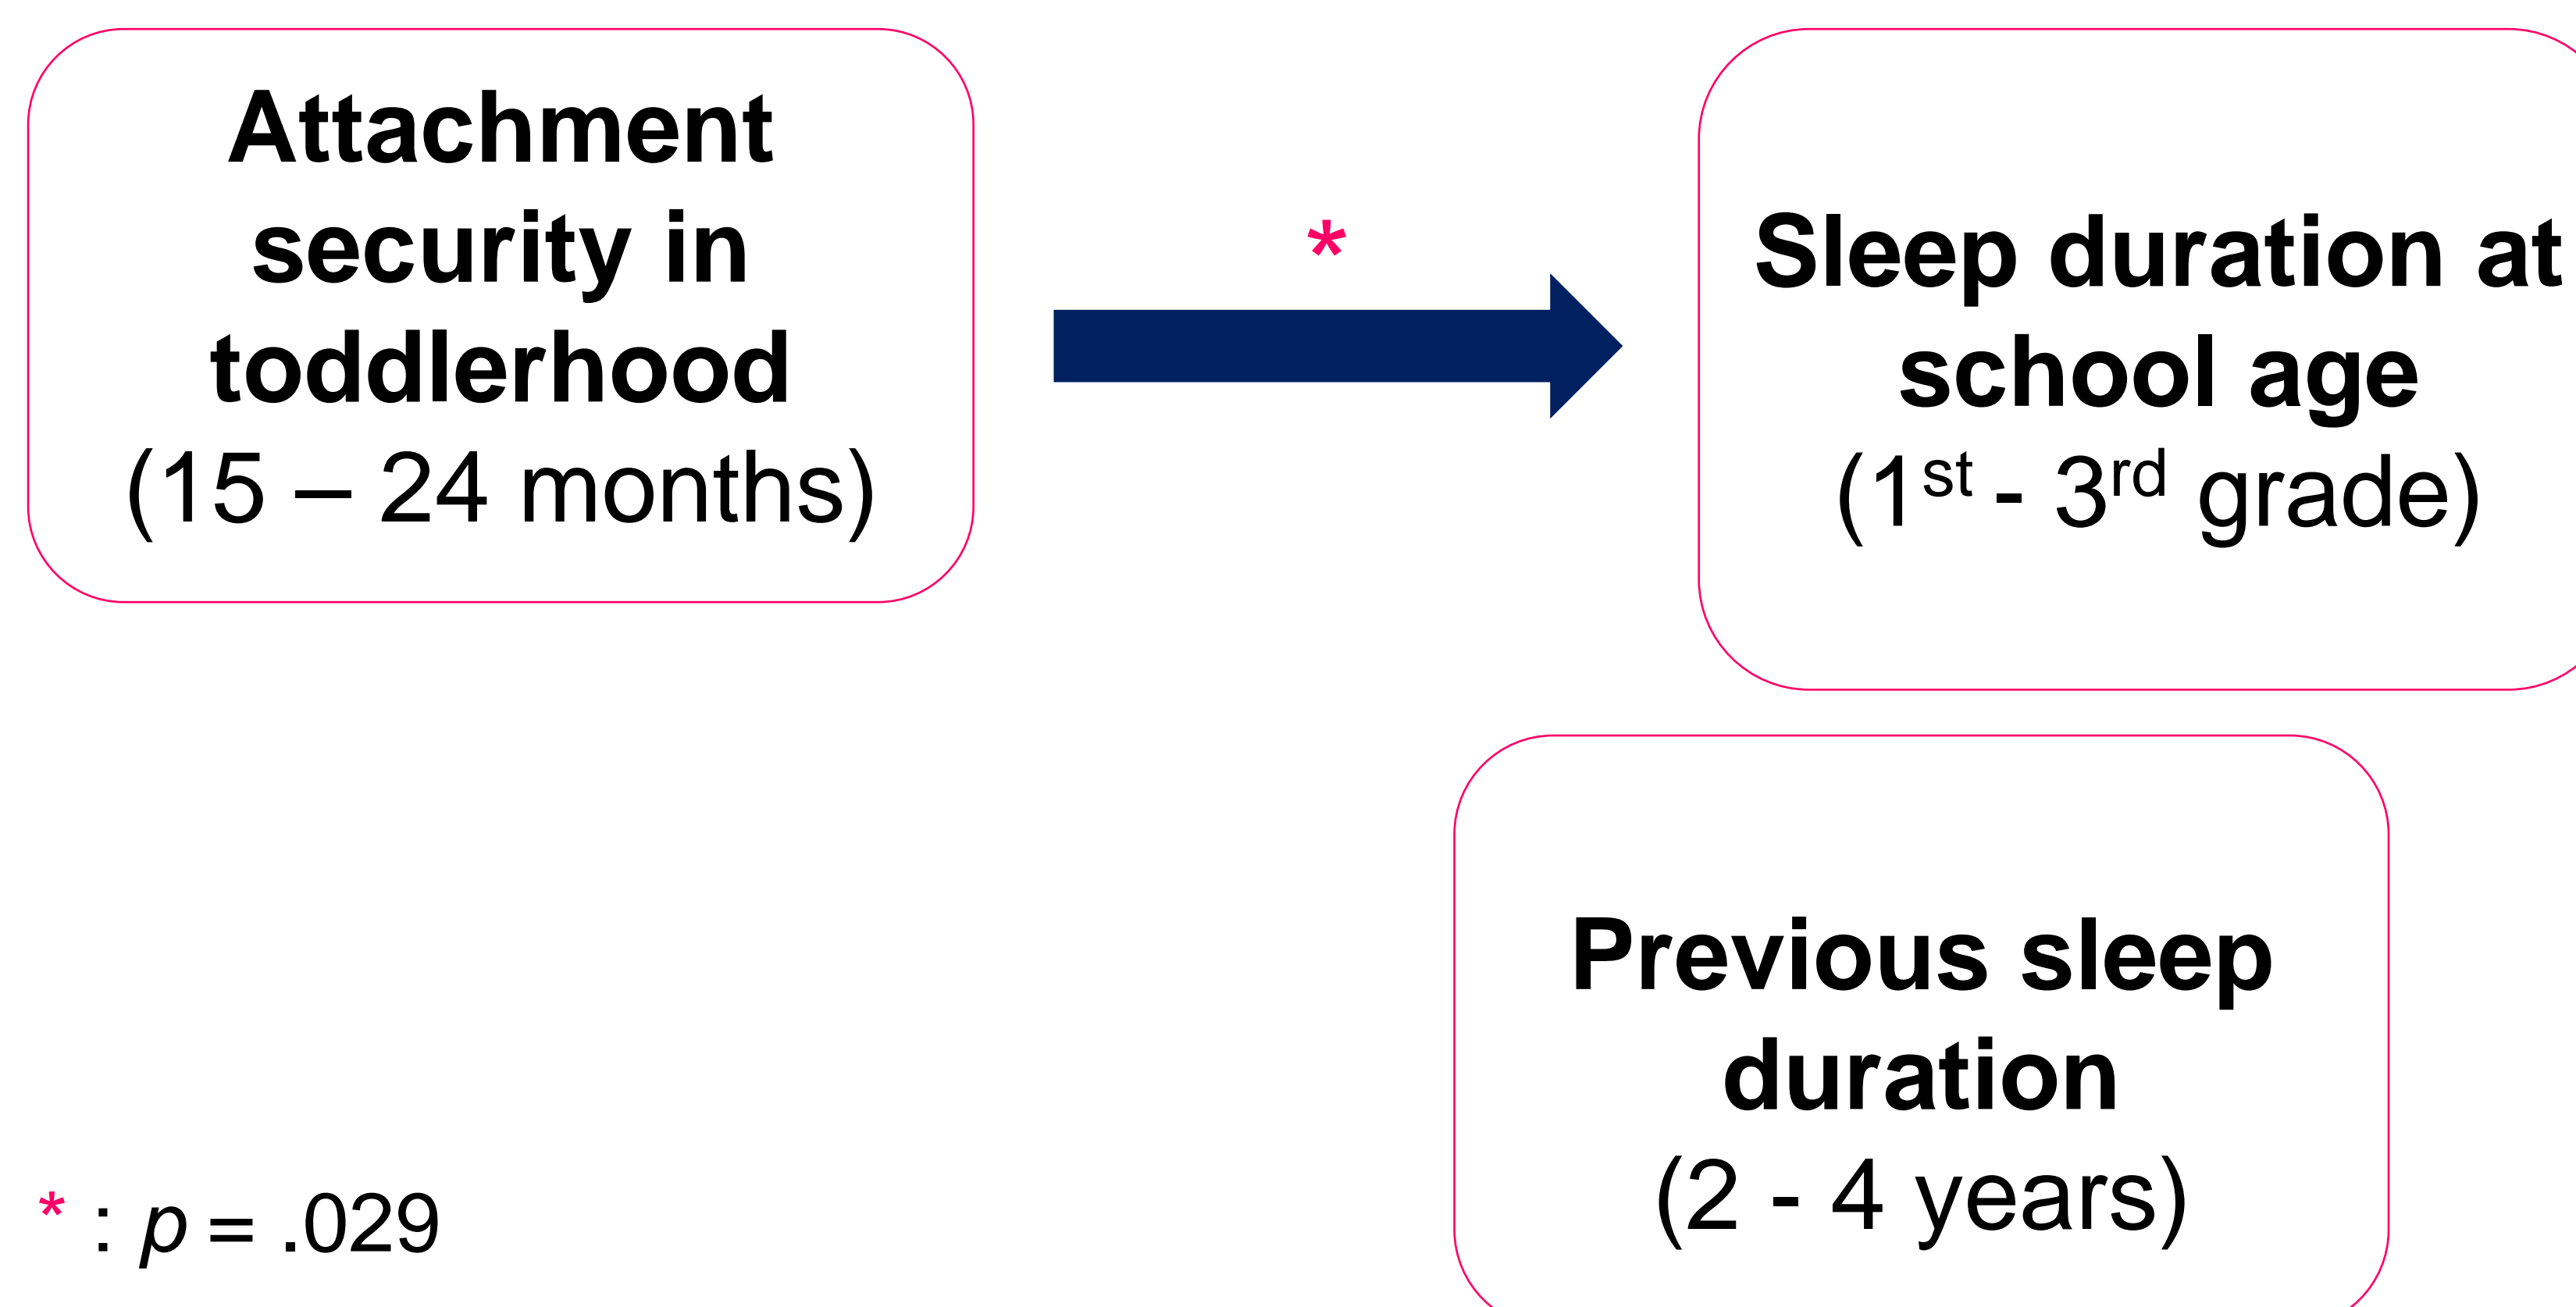 Attachment
security in
toddlerhood
(15 – 24 months)
*
Sleep duration at
school age
(1st - 3rd grade)
Previous sleep
duration
(2 - 4 years)
* : p = .029